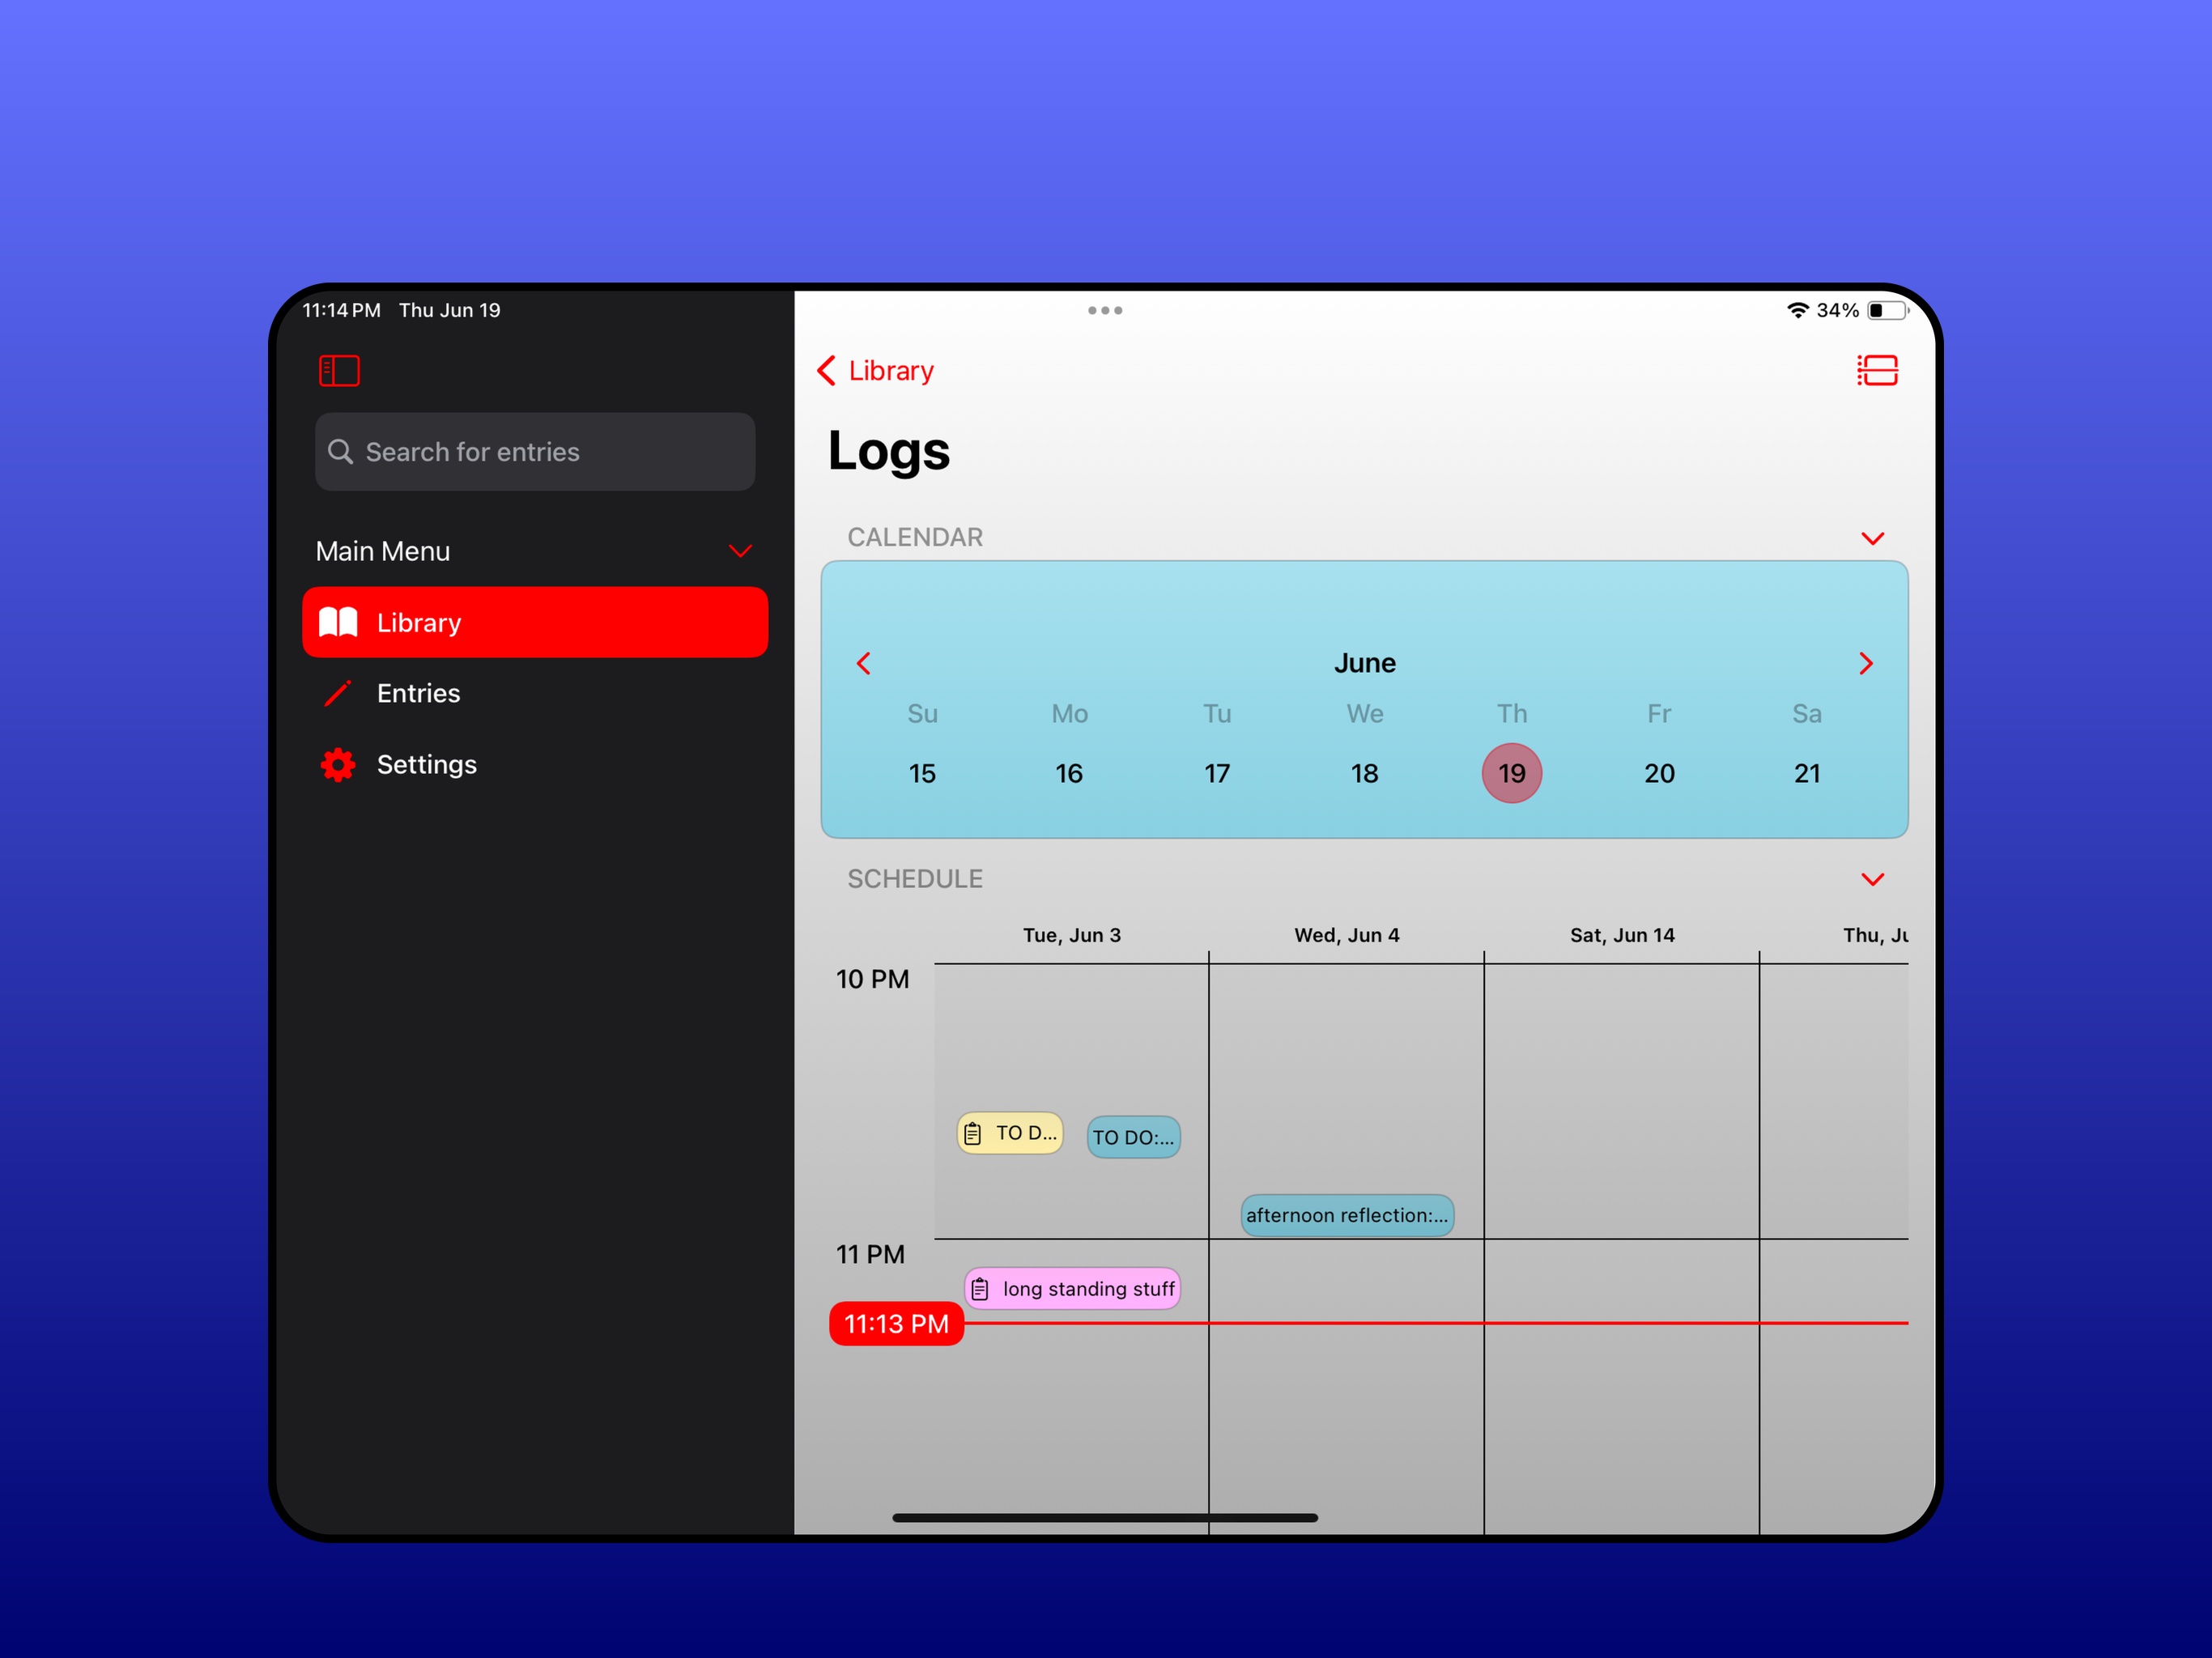 11:14 PM Thu Jun 19
34%
Search for entries
Main Menu
Library
Entries
Settings
Library
Logs
CALENDAR
June
Su Mo Tu We Th Fr Sa
15 16 17 18 19 20 21
SCHEDULE
Tue, Jun 3 Wed, Jun 4 Sat, Jun 14 Thu, Ju
10 PM
TO D... TO DO:...
afternoon reflection:...
11 PM
long standing stuff
11:13 PM